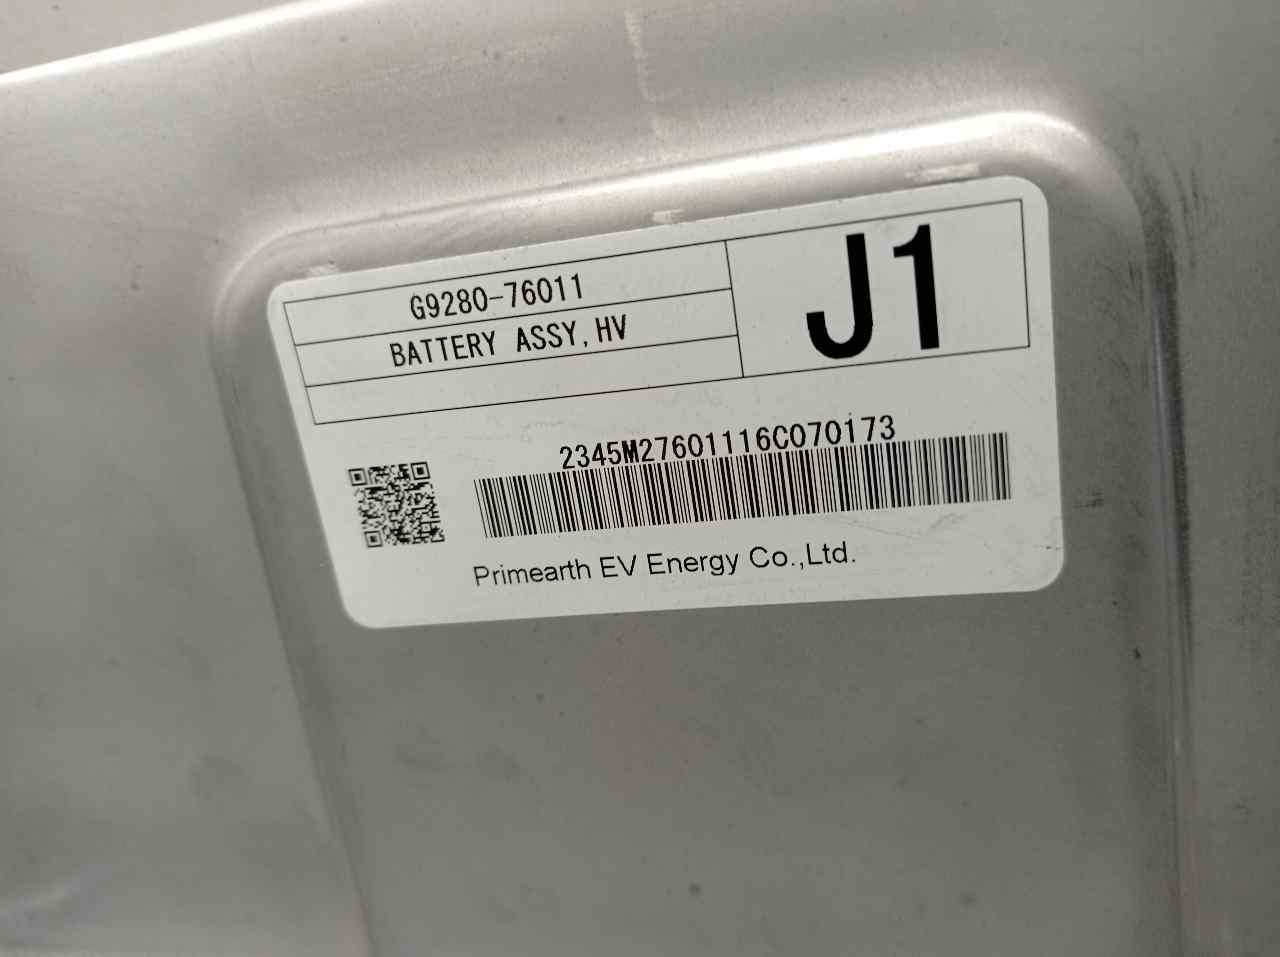 G9280-76011
BATTERY ASSY,HV
J1
2345M27601116C070173
Primearth EV Energy Co.,Ltd.